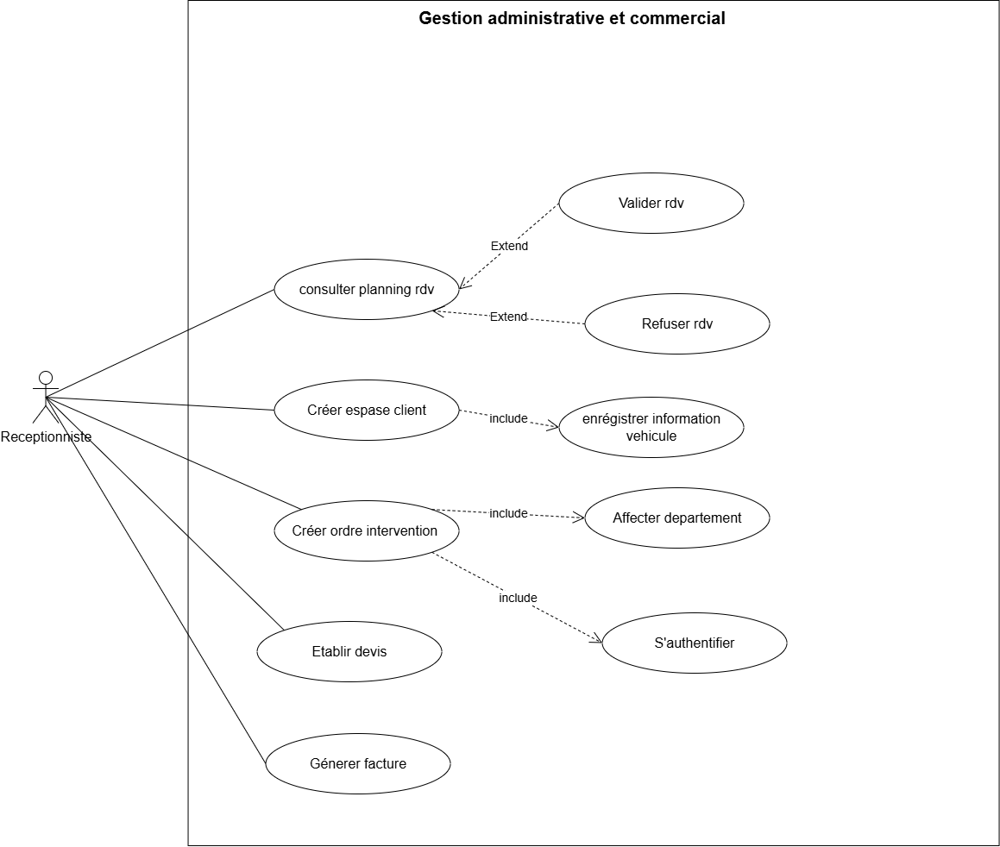 Gestion administrative et commercial
Valider rdv
Extend
consulter planning rdv
Extend
Refuser rdv
Receptionniste
Créer espase client
include
enrégistrer information
vehicule
Créer ordre intervention
include
Affecter departement
include
S'authentifier
Etablir devis
Génerer facture